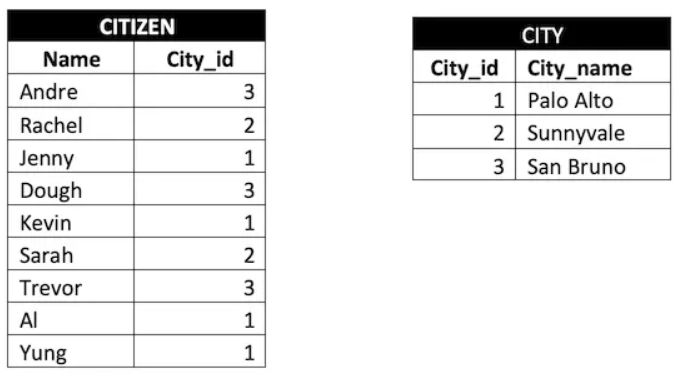 CITIZEN
Name City_id
Andre 3
Rachel 2
Jenny 1
Dough 3
Kevin 1
Sarah 2
Trevor 3
Al 1
Yung 1
CITY
City_id City_name
1 Palo Alto
2 Sunnyvale
3 San Bruno